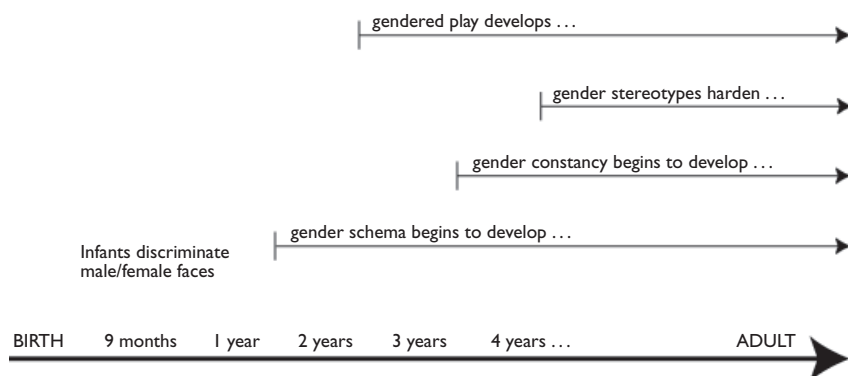 gendered play develops ...
gender stereotypes harden ...
gender constancy begins to develop ...
gender schema begins to develop ...
Infants discriminate
male/female faces
BIRTH 9 months 1 year 2 years 3 years 4 years ... ADULT